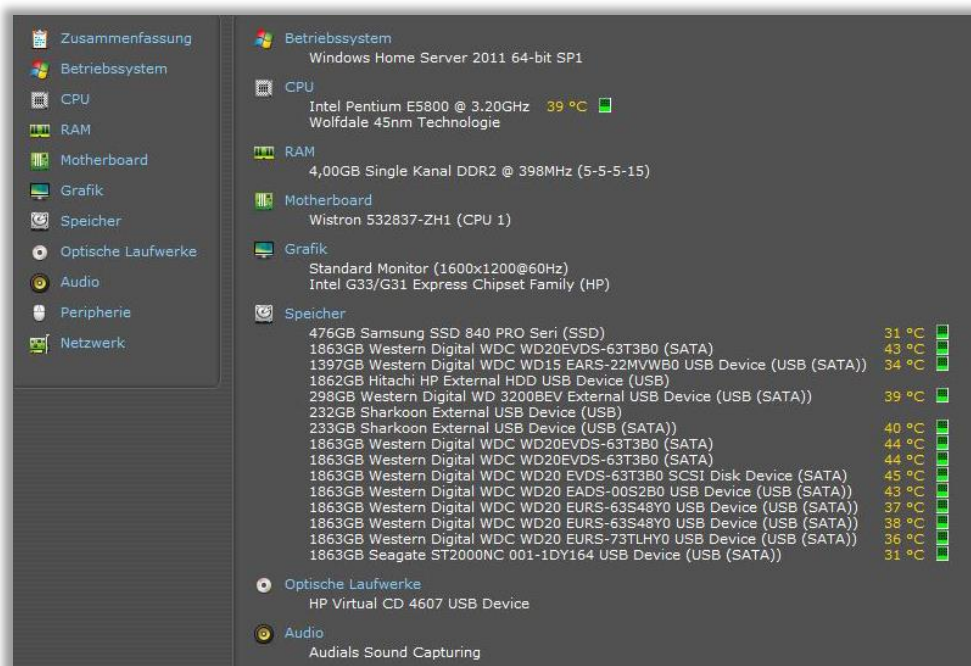 Zusammenfassung
Betriebssystem
CPU
RAM
Motherboard
Grafik
Speicher
Optische Laufwerke
Audio
Peripherie
Netzwerk
Betriebssystem
Windows Home Server 2011 64-bit SP1
CPU
Intel Pentium E5800 @ 3.20GHz 39 °C
Wolfdale 45nm Technologie
RAM
4,00GB Single Kanal DDR2 @ 398MHz (5-5-5-15)
Motherboard
Wistron 532837-ZH1 (CPU 1)
Grafik
Standard Monitor (1600x1200@60Hz)
Intel G33/G31 Express Chipset Family (HP)
Speicher
476GB Samsung SSD 840 PRO Seri (SSD) 31 °C
1863GB Western Digital WDC WD20EVDS-63T3B0 (SATA) 43 °C
1397GB Western Digital WDC WD15 EARS-22MVWB0 USB Device (USB (SATA)) 34 °C
1862GB Hitachi HP External HDD USB Device (USB)
298GB Western Digital WD 3200BEV External USB Device (USB (SATA)) 39 °C
232GB Sharkoon External USB Device (USB)
233GB Sharkoon External USB Device (USB (SATA)) 40 °C
1863GB Western Digital WDC WD20EVDS-63T3B0 (SATA) 44 °C
1863GB Western Digital WDC WD20EVDS-63T3B0 (SATA) 44 °C
1863GB Western Digital WDC WD20 EVDS-63T3B0 SCSI Disk Device (SATA) 45 °C
1863GB Western Digital WDC WD20 EADS-00S2B0 USB Device (USB (SATA)) 43 °C
1863GB Western Digital WDC WD20 EURS-63S48Y0 USB Device (USB (SATA)) 37 °C
1863GB Western Digital WDC WD20 EURS-63S48Y0 USB Device (USB (SATA)) 38 °C
1863GB Western Digital WDC WD20 EURS-73TLHY0 USB Device (USB (SATA)) 36 °C
1863GB Seagate ST2000NC 001-1DY164 USB Device (USB (SATA)) 31 °C
Optische Laufwerke
HP Virtual CD 4607 USB Device
Audio
Audials Sound Capturing